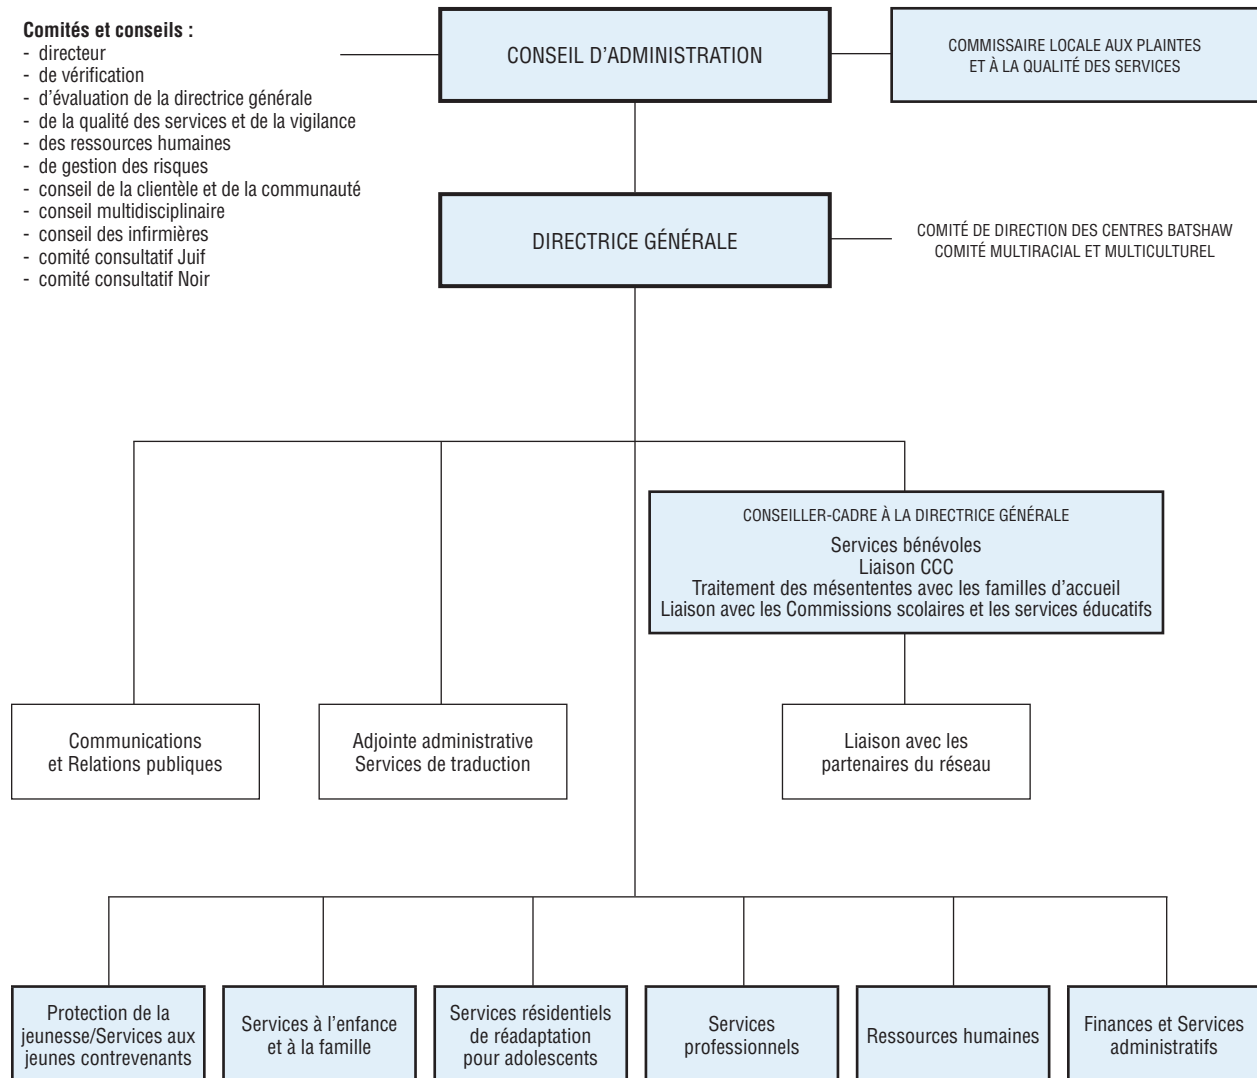 Comités et conseils :
- directeur
- de vérification
- d'évaluation de la directrice générale
- de la qualité des services et de la vigilance
- des ressources humaines
- de gestion des risques
- conseil de la clientèle et de la communauté
- conseil multidisciplinaire
- conseil des infirmières
- comité consultatif Juif
- comité consultatif Noir
CONSEIL D'ADMINISTRATION
COMMISSAIRE LOCALE AUX PLAINTES
ET À LA QUALITÉ DES SERVICES
DIRECTRICE GÉNÉRALE
COMITÉ DE DIRECTION DES CENTRES BATSHAW
COMITÉ MULTIRACIAL ET MULTICULTUREL
CONSEILLER-CADRE À LA DIRECTRICE GÉNÉRALE
Services bénévoles
Liaison CCC
Traitement des mésententes avec les familles d'accueil
Liaison avec les Commissions scolaires et les services éducatifs
Communications
et Relations publiques
Adjointe administrative
Services de traduction
Liaison avec les
partenaires du réseau
Protection de la
jeunesse/Services aux
jeunes contrevenants
Services à l'enfance
et à la famille
Services résidentiels
de réadaptation
pour adolescents
Services
professionnels
Ressources humaines
Finances et Services
administratifs